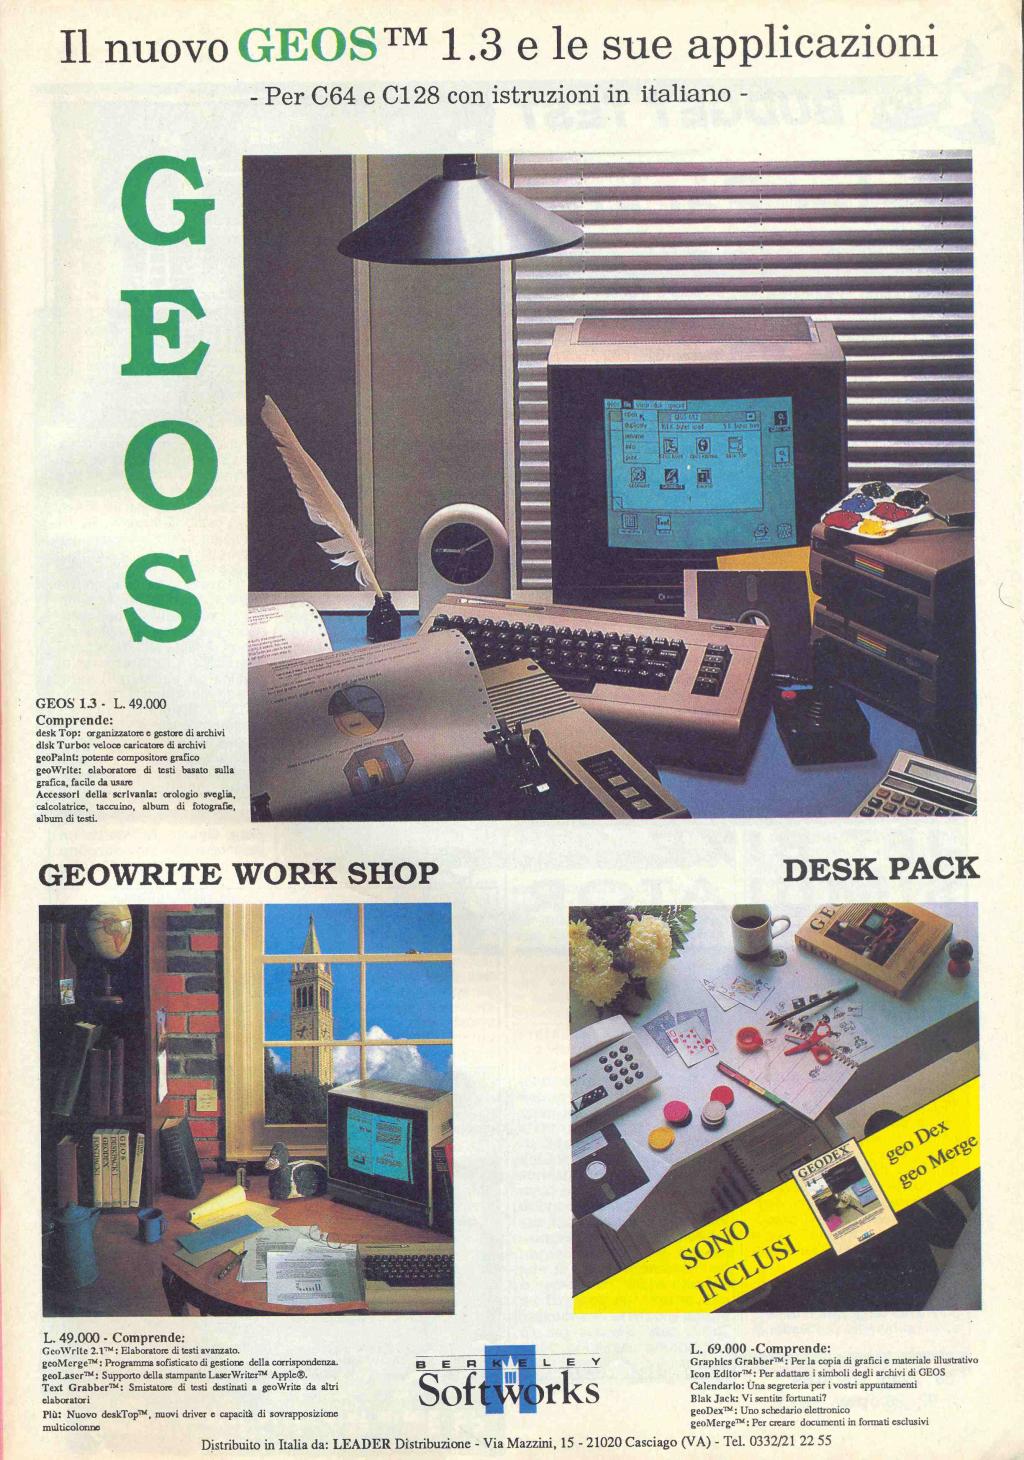 Il nuovo GEOS™ 1.3 e le sue applicazioni
- Per C64 e C128 con istruzioni in italiano -
G
E
O
S
GEOS 1.3 - L. 49.000
Comprende:
desk Top: organizzatore e gestore di archivi
disk Turbo: veloce caricatore di archivi
geoPaint: potente compositore grafico
geoWrite: elaboratore di testi basato sulla
grafica, facile da usare
Accessori della scrivania: orologio sveglia,
calcolatrice, taccuino, album di fotografie,
album di testi.
GEOWRITE WORK SHOP
DESK PACK
GEOS
GEODEX
geo Dex
geo Merge
SONO
INCLUSI
L. 49.000 - Comprende:
GeoWrite 2.1™: Elaboratore di testi avanzato.
geoMerge™: Programma sofisticato di gestione della corrispondenza.
geoLaser™: Supporto della stampante LaserWriter™ Apple®.
Text Grabber™: Smistatore di testi destinati a geoWrite da altri
elaboratori
Più: Nuovo deskTop™, nuovi driver e capacità di sovrapposizione
multicolonne
BERKELEY
Softworks
L. 69.000 -Comprende:
Graphics Grabber™: Per la copia di grafici e materiale illustrativo
Icon Editor™: Per adattare i simboli degli archivi di GEOS
Calendario: Una segreteria per i vostri appuntamenti
Blak Jack: Vi sentite fortunati?
geoDex™: Uno schedario elettronico
geoMerge™: Per creare documenti in formati esclusivi
Distribuito in Italia da: LEADER Distribuzione - Via Mazzini, 15 - 21020 Casciago (VA) - Tel. 0332/21 22 55